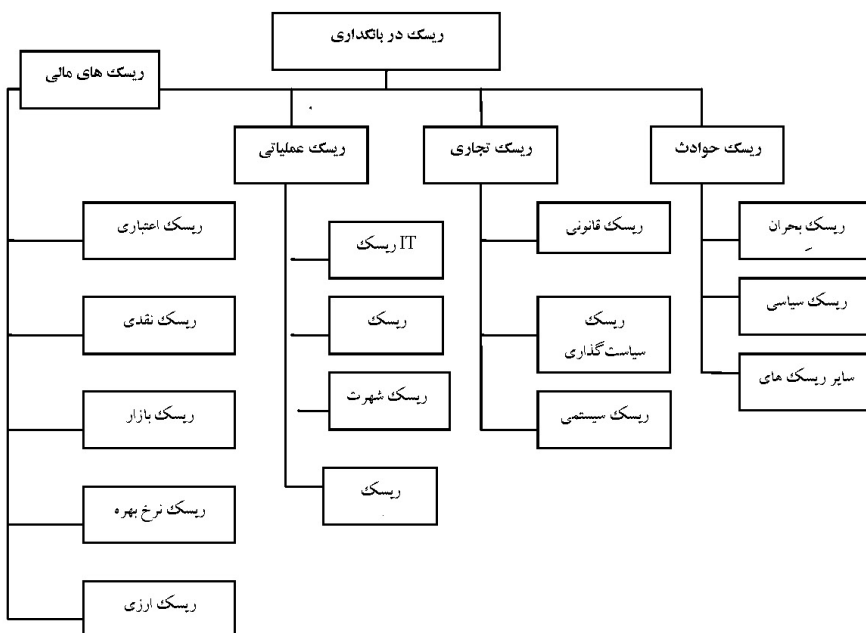 ریسک در بانکداری
ریسک های مالی
ریسک عملیاتی
ریسک تجاری
ریسک حوادث
ریسک اعتباری
ریسک نقدی
ریسک بازار
ریسک نرخ بهره
ریسک ارزی
ریسک IT
ریسک
ریسک شهرت
ریسک
ریسک قانونی
ریسک
سیاست‌گذاری
ریسک سیستمی
ریسک بحران
ریسک سیاسی
سایر ریسک های